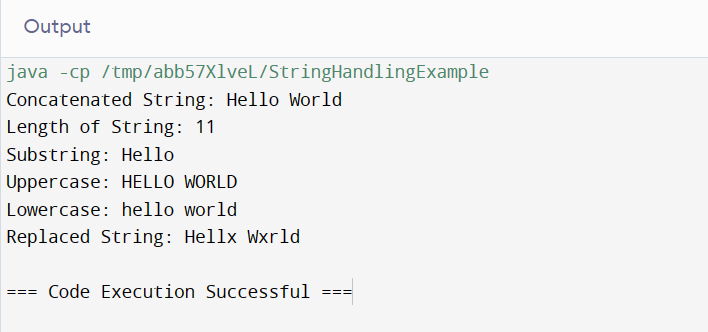 Output
java -cp /tmp/abb57XlveL/StringHandlingExample
Concatenated String: Hello World
Length of String: 11
Substring: Hello
Uppercase: HELLO WORLD
Lowercase: hello world
Replaced String: Hellx Wxrld
=== Code Execution Successful ===